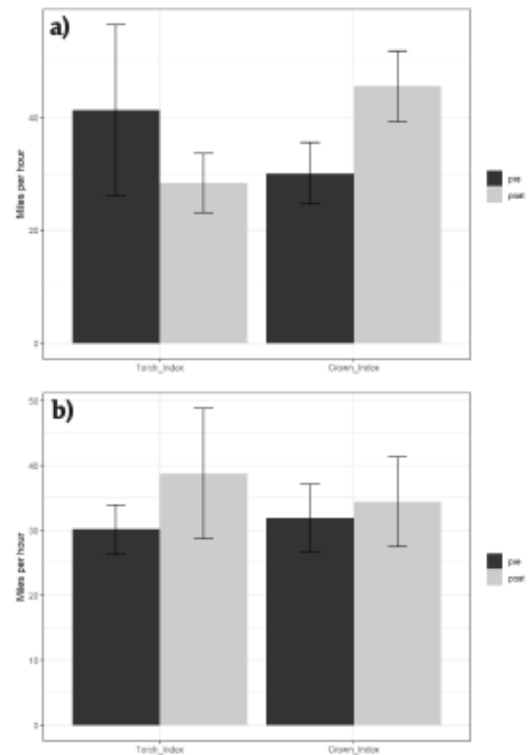 a)
Miles per hour
40
20
0
Torch_Index
Crown_Index
pre
post
b)
Miles per hour
50
40
30
20
10
0
Torch_Index
Crown_Index
pre
post